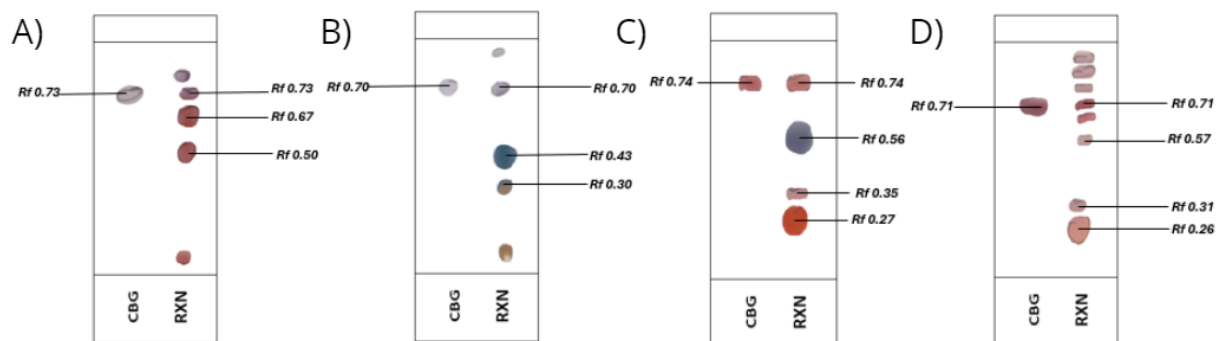 A)
Rf 0.73
Rf 0.73
Rf 0.67
Rf 0.50
CBG
RXN
B)
Rf 0.70
Rf 0.70
Rf 0.43
Rf 0.30
CBG
RXN
C)
Rf 0.74
Rf 0.74
Rf 0.56
Rf 0.35
Rf 0.27
CBG
RXN
D)
Rf 0.71
Rf 0.71
Rf 0.57
Rf 0.31
Rf 0.26
CBG
RXN